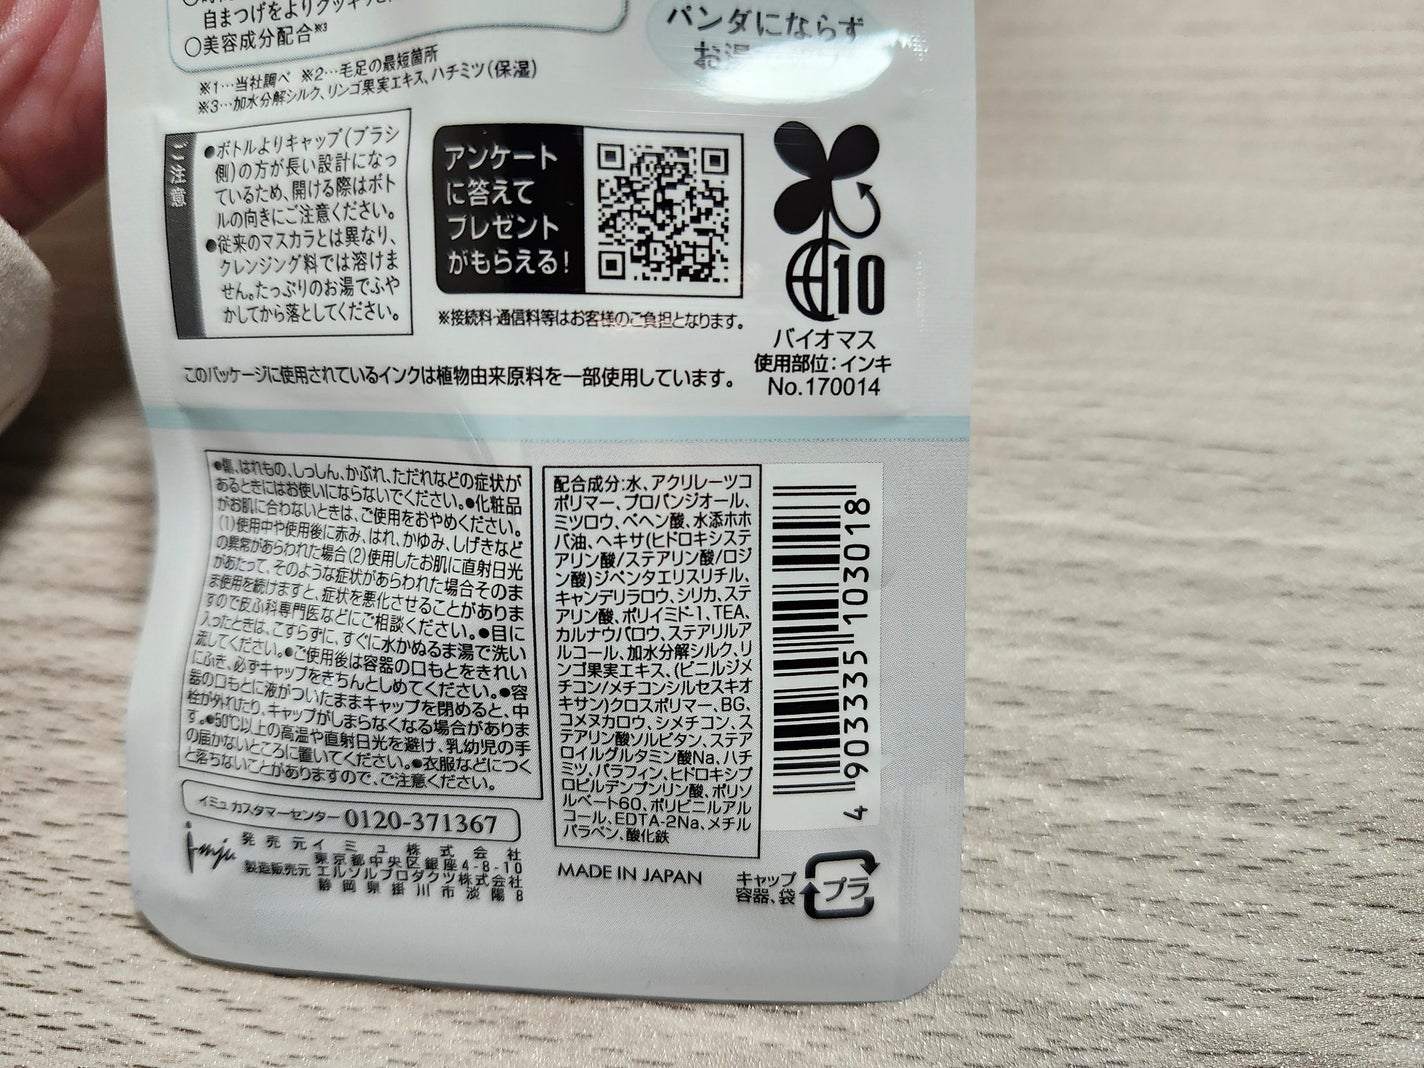 自まつげをよりクッキリと
○美容成分配合※3
※1…当社調べ ※2…毛足の最短箇所
※3…加水分解シルク、リンゴ果実エキス、ハチミツ(保湿)
パンダにならず
お湯
ご注意
●ボトルよりキャップ(ブラシ
側)の方が長い設計になっ
ているため、開ける際はボト
ルの向きにご注意ください。
●従来のマスカラとは異なり、
クレンジング料では溶けま
せん。たっぷりのお湯でふや
かしてから落としてください。
アンケート
に答えて
プレゼント
がもらえる!
※接続料・通信料等はお客様のご負担となります。
10
バイオマス
使用部位:インキ
No.170014
このパッケージに使用されているインクは植物由来原料を一部使用しています。
●傷、はれもの、しっしん、かぶれ、ただれなどの症状が
あるときにはお使いにならないでください。●化粧品
がお肌に合わないときは、ご使用をおやめください。
(1)使用中や使用後に赤み、はれ、かゆみ、しげきなど
の異常があらわれた場合(2)使用したお肌に直射日光
があたって、そのような症状があらわれた場合そのま
ま使用を続けますと、症状を悪化させることがありま
すので皮ふ科専門医などにご相談ください。●目に
入ったときは、こすらずに、すぐに水かぬるま湯で洗い
流してください。●ご使用後は容器の口もとをきれい
にふき、必ずキャップをきちんとしめてください。●容
器の口もとに液がついたままキャップを閉めると、中
栓が外れたり、キャップがしまらなくなる場合がありま
す。●50℃以上の高温や直射日光を避け、乳幼児の手
の届かないところに置いてください。●衣服などにつく
と落ちないことがありますので、ご注意ください。
配合成分:水、アクリレーツコ
ポリマー、プロパンジオール、
ミツロウ、ベヘン酸、水添ホホ
バ油、ヘキサ(ヒドロキシステ
アリン酸/ステアリン酸/ロジ
ン酸)ジペンタエリスリチル、
キャンデリラロウ、シリカ、ステ
アリン酸、ポリイミド-1、TEA、
カルナウバロウ、ステアリルア
ルコール、加水分解シルク、リ
ンゴ果実エキス、(ビニルジメ
チコン/メチコンシルセスキオ
キサン)クロスポリマー、BG、
コメヌカロウ、シメチコン、ス
テアリン酸ソルビタン、ステア
ロイルグルタミン酸Na、ハチ
ミツ、パラフィン、ヒドロキシプ
ロピルデンプンリン酸、ポリソ
ルベート60、ポリビニルアル
コール、EDTA-2Na、メチル
パラベン、酸化鉄
4 903335 103018
イミュ カスタマーセンター 0120-371367
imju
発売元イミュ株式会社
東京都中央区銀座4-8-10
製造販売元 エルソルプロダクツ株式会社
静岡県掛川市淡陽8
MADE IN JAPAN
キャップ
容器、袋
プラ